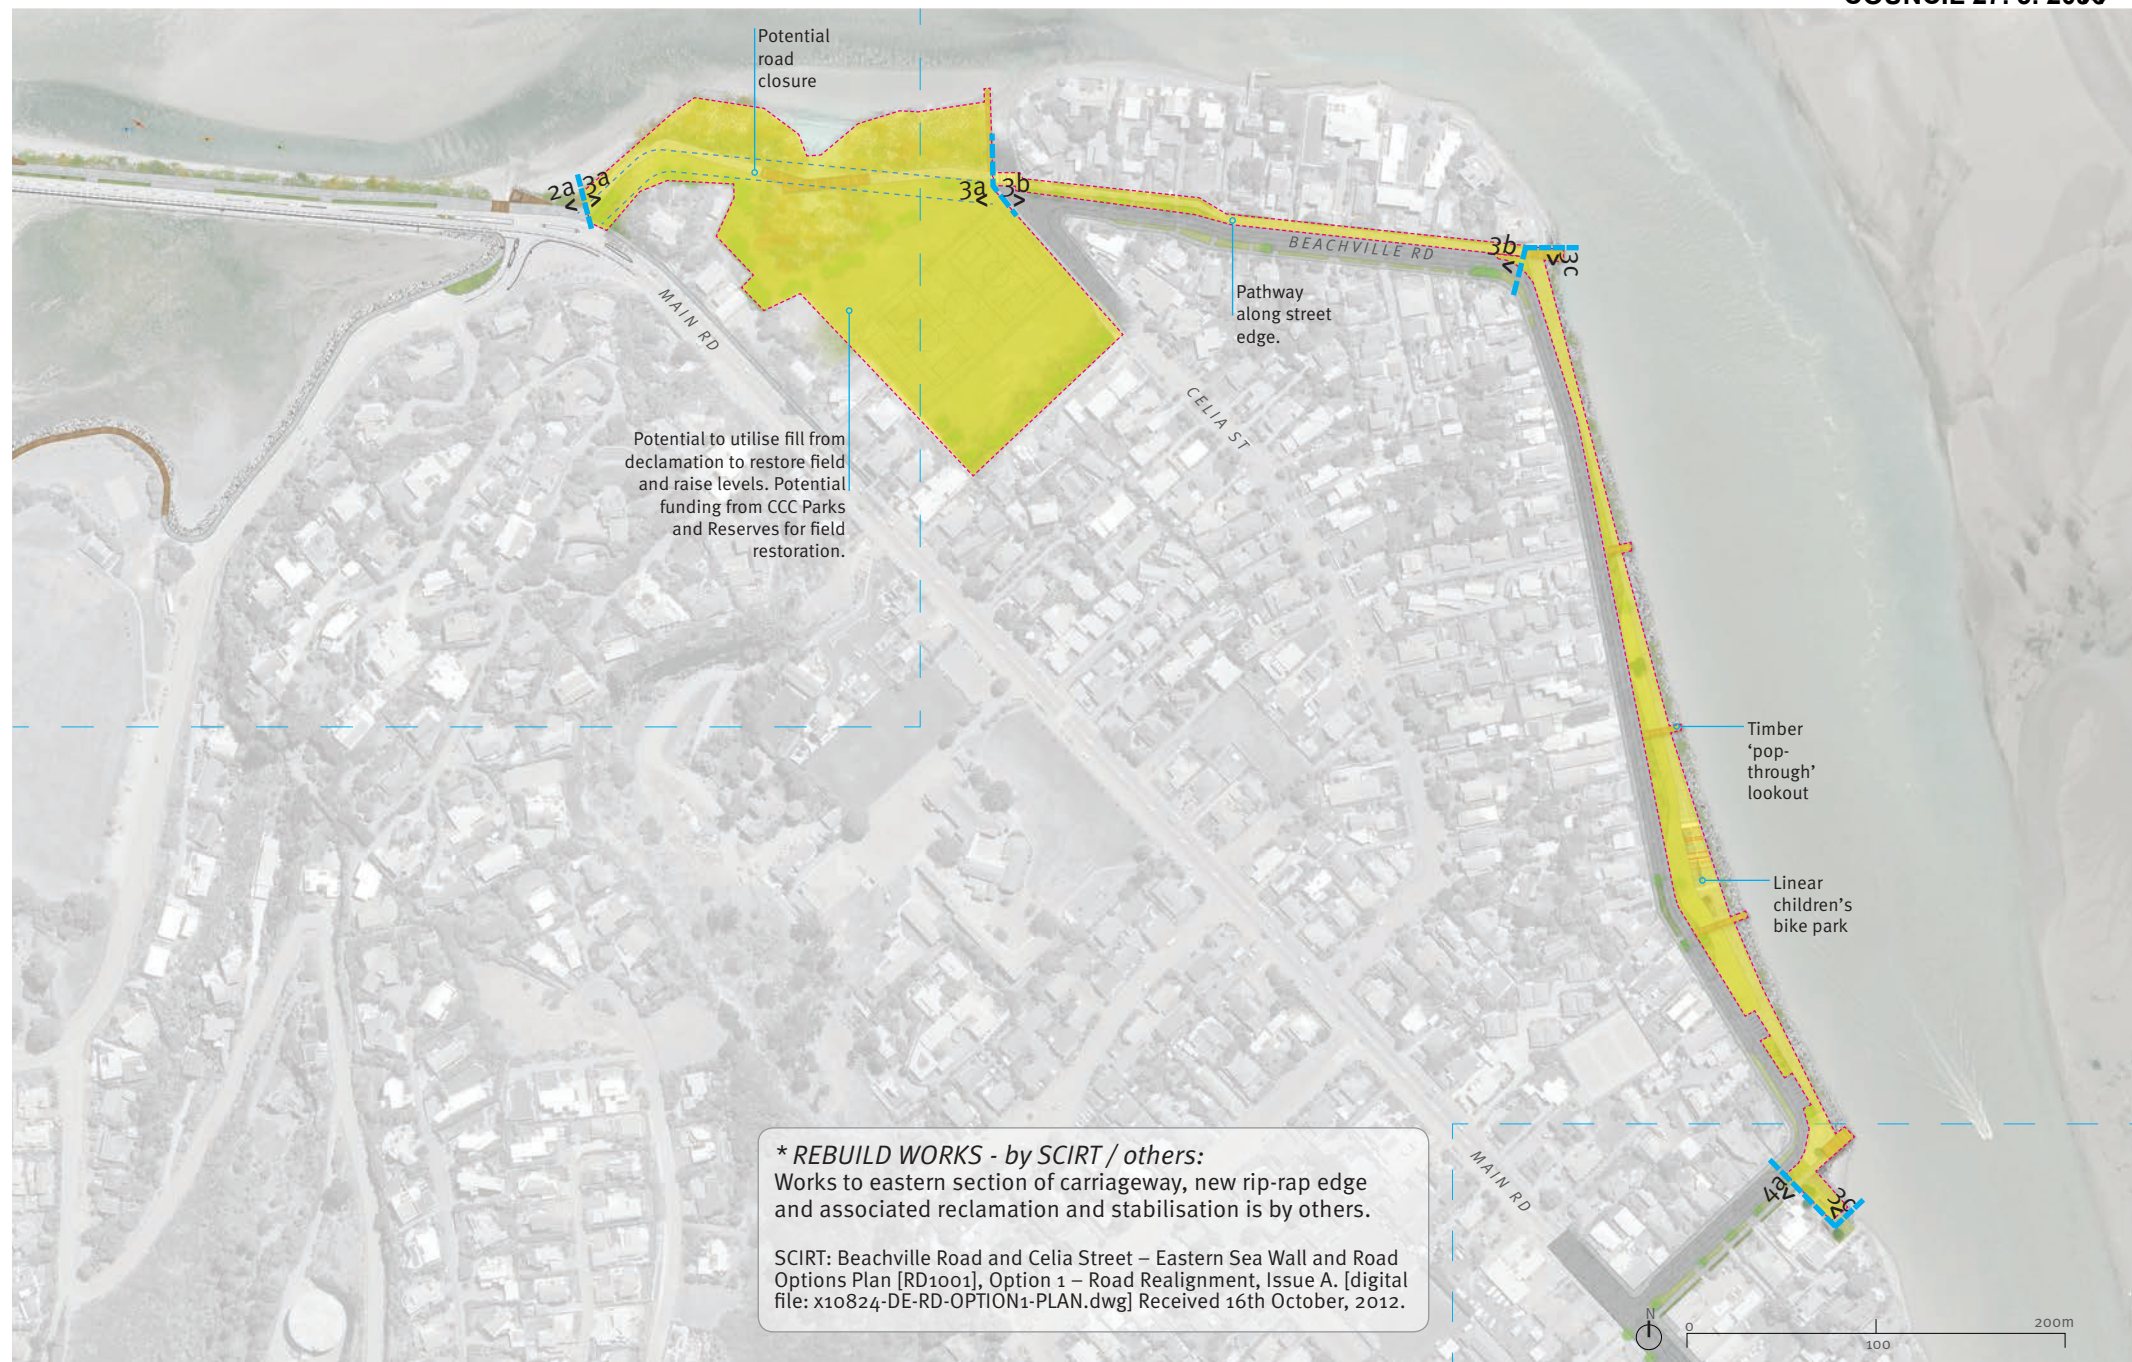 Potential
road
closure
2a
3a
3a
3b
BEACHVILLE RD
3b
3c
Pathway
along street
edge.
MAIN RD
CELIA ST
Potential to utilise fill from
declamation to restore field
and raise levels. Potential
funding from CCC Parks
and Reserves for field
restoration.
Timber
‘pop-
through’
lookout
Linear
children’s
bike park
* REBUILD WORKS - by SCIRT / others:
Works to eastern section of carriageway, new rip-rap edge
and associated reclamation and stabilisation is by others.
SCIRT: Beachville Road and Celia Street – Eastern Sea Wall and Road
Options Plan [RD1001], Option 1 – Road Realignment, Issue A. [digital
file: x10824-DE-RD-OPTION1-PLAN.dwg] Received 16th October, 2012.
MAIN RD
4a
3c
N
0
100
200m